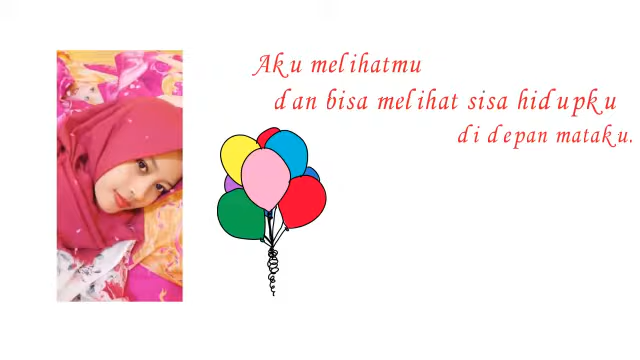 Aku melihatmu
dan bisa melihat sisa hidupku
di depan mataku.